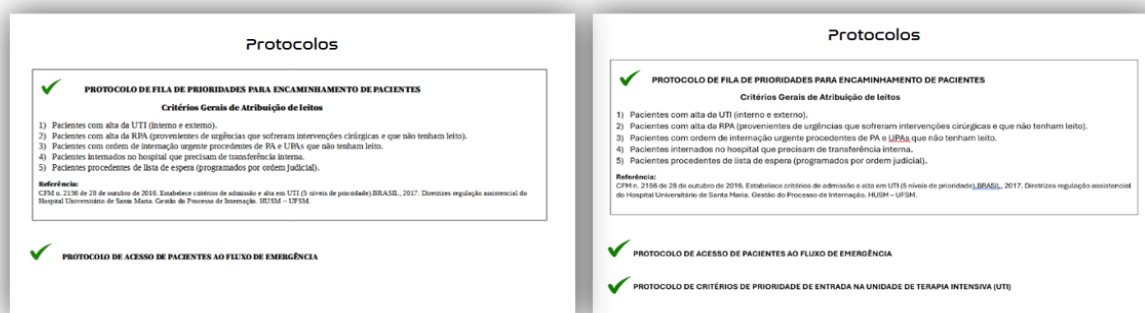 Protocolos
PROTOCOLO DE FILA DE PRIORIDADES PARA ENCAMINHAMENTO DE PACIENTES
Critérios Gerais de Atribuição de leitos
1) Pacientes com alta da UTI (interno e externo).
2) Pacientes com alta da RPA (provenientes de urgências que sofreram intervenções cirúrgicas e que não tenham leito).
3) Pacientes com ordem de internação urgente procedentes de PA e UPAs que não tenham leito.
4) Pacientes internados no hospital que precisam de transferência interna.
5) Pacientes procedentes de lista de espera (programados por ordem judicial).
Referência:
CFM n. 2156 de 28 de outubro de 2016. Estabelece critérios de admissão e alta em UTI (5 níveis de prioridade).BRASIL, 2017. Diretrizes regulação assistencial do
Hospital Universitário de Santa Maria. Gestão do Processo de Internação. HUSM – UFSM.
PROTOCOLO DE ACESSO DE PACIENTES AO FLUXO DE EMERGÊNCIA
Protocolos
PROTOCOLO DE FILA DE PRIORIDADES PARA ENCAMINHAMENTO DE PACIENTES
Critérios Gerais de Atribuição de leitos
1) Pacientes com alta da UTI (interno e externo).
2) Pacientes com alta da RPA (provenientes de urgências que sofreram intervenções cirúrgicas e que não tenham leito).
3) Pacientes com ordem de internação urgente procedentes de PA e UPAs que não tenham leito.
4) Pacientes internados no hospital que precisam de transferência interna.
5) Pacientes procedentes de lista de espera (programados por ordem judicial).
Referência:
CFM n. 2156 de 28 de outubro de 2016. Estabelece critérios de admissão e alta em UTI (5 níveis de prioridade).BRASIL, 2017. Diretrizes regulação assistencial
do Hospital Universitário de Santa Maria. Gestão do Processo de Internação. HUSM – UFSM.
PROTOCOLO DE ACESSO DE PACIENTES AO FLUXO DE EMERGÊNCIA
PROTOCOLO DE CRITÉRIOS DE PRIORIDADE DE ENTRADA NA UNIDADE DE TERAPIA INTENSIVA (UTI)